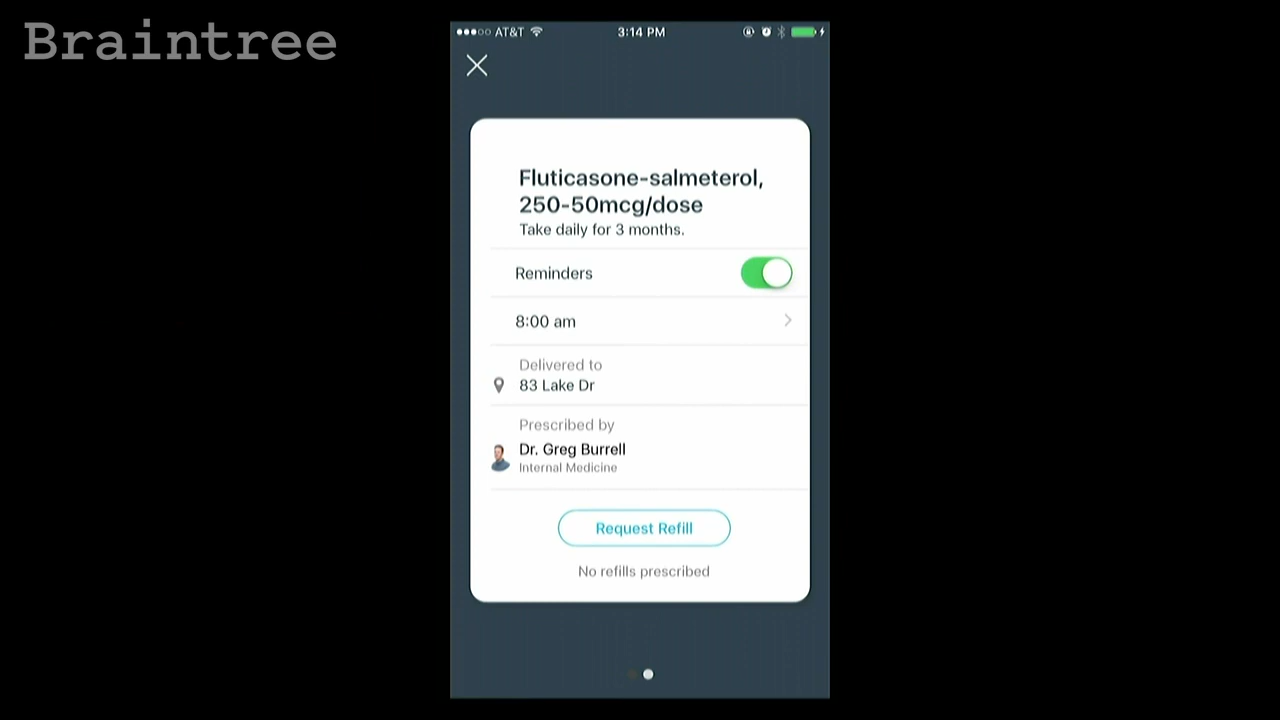 Braintree
AT&T
3:14 PM
Fluticasone-salmeterol,
250-50mcg/dose
Take daily for 3 months.
Reminders
8:00 am
Delivered to
83 Lake Dr
Prescribed by
Dr. Greg Burrell
Internal Medicine
Request Refill
No refills prescribed